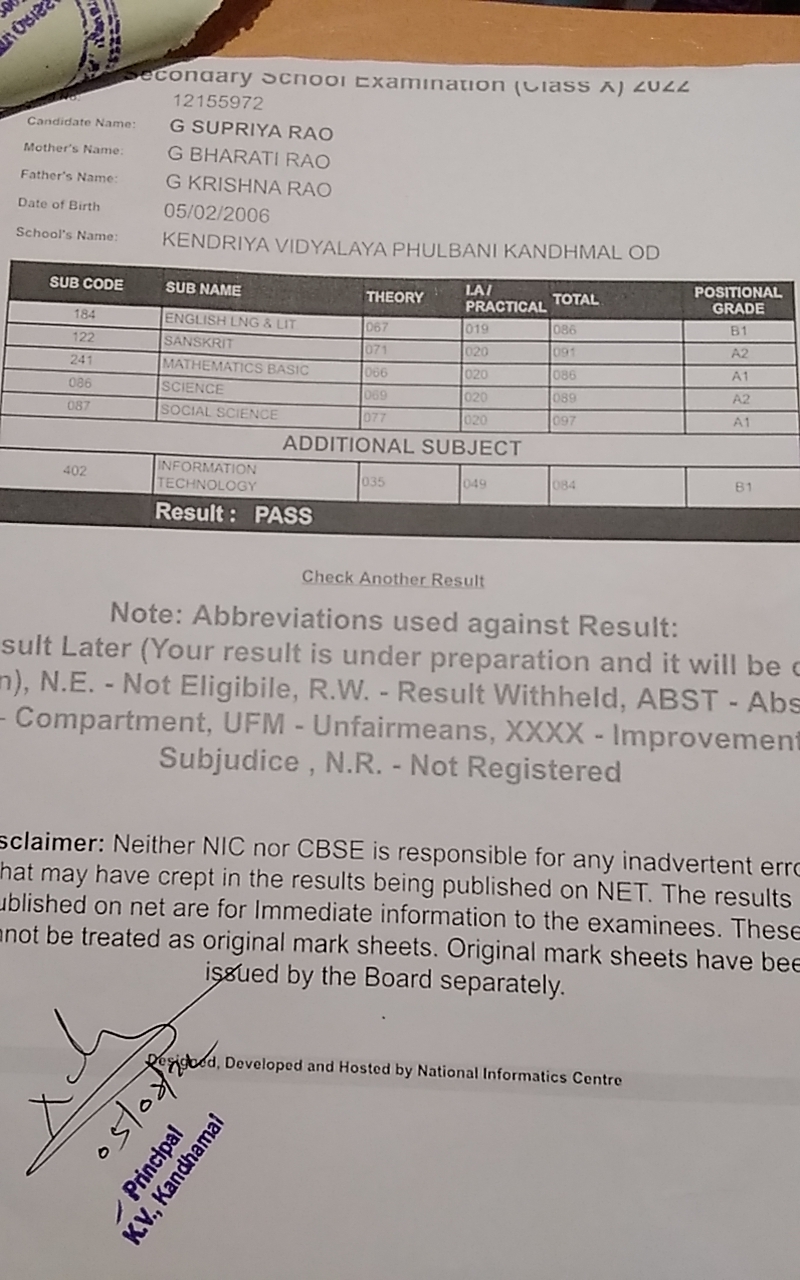 Secondary School Examination (Class X) 2022
12155972
Candidate Name: G SUPRIYA RAO
Mother's Name: G BHARATI RAO
Father's Name: G KRISHNA RAO
Date of Birth 05/02/2006
School's Name: KENDRIYA VIDYALAYA PHULBANI KANDHMAL OD
SUB CODE SUB NAME THEORY I.A / PRACTICAL TOTAL POSITIONAL GRADE
184 ENGLISH LNG & LIT 067 019 086 B1
122 SANSKRIT 071 020 091 A2
241 MATHEMATICS BASIC 066 020 086 A1
086 SCIENCE 069 020 089 A2
087 SOCIAL SCIENCE 077 020 097 A1
ADDITIONAL SUBJECT
402 INFORMATION TECHNOLOGY 035 049 084 B1
Result : PASS
Check Another Result
Note: Abbreviations used against Result:
sult Later (Your result is under preparation and it will be
n), N.E. - Not Eligibile, R.W. - Result Withheld, ABST - Abs
- Compartment, UFM - Unfairmeans, XXXX - Improvement
Subjudice , N.R. - Not Registered
sclaimer: Neither NIC nor CBSE is responsible for any inadvertent erro
hat may have crept in the results being published on NET. The results
ublished on net are for Immediate information to the examinees. These
nnot be treated as original mark sheets. Original mark sheets have bee
issued by the Board separately.
Designed, Developed and Hosted by National Informatics Centre
Principal
K.V., Kandhamal